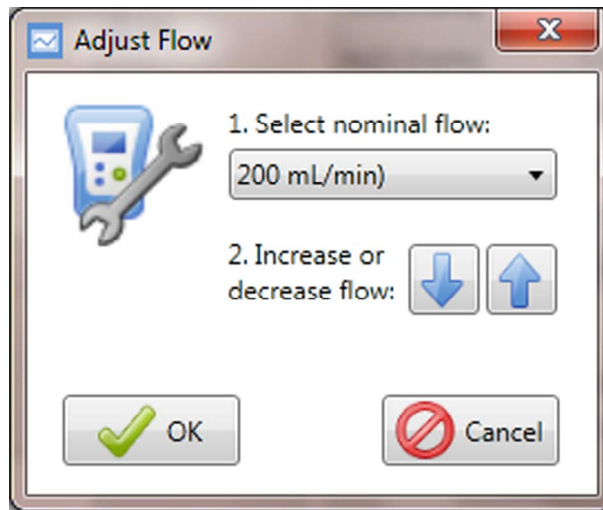 Adjust Flow
1. Select nominal flow:
200 mL/min)
2. Increase or
decrease flow:
OK
Cancel